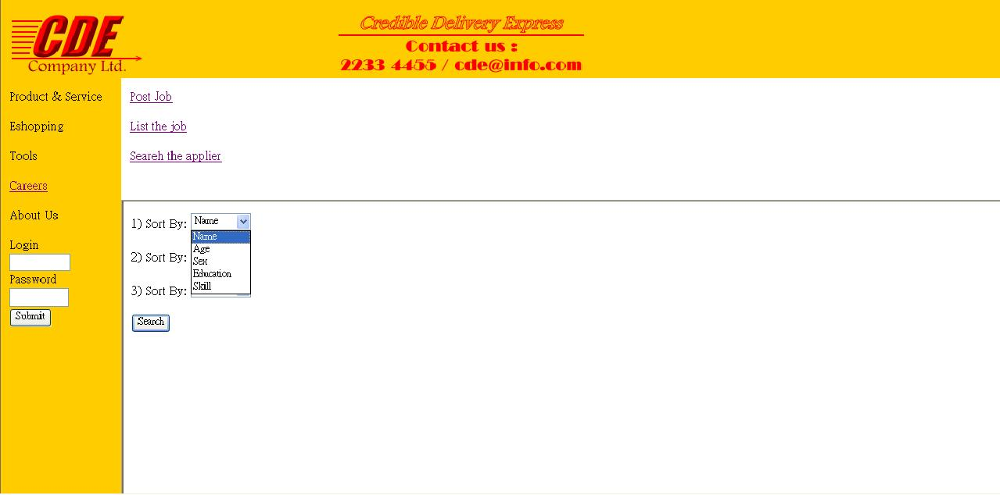 CDE
Company Ltd.
Credible Delivery Express
Contact us :
2233 4455 / cde@info.com
Product & Service
Eshopping
Tools
Careers
About Us
Login
Password
Submit
Post Job
List the job
Seareh the applier
1) Sort By: Name
Name
Age
Sex
2) Sort By:
Education
Skill
3) Sort By:
Search